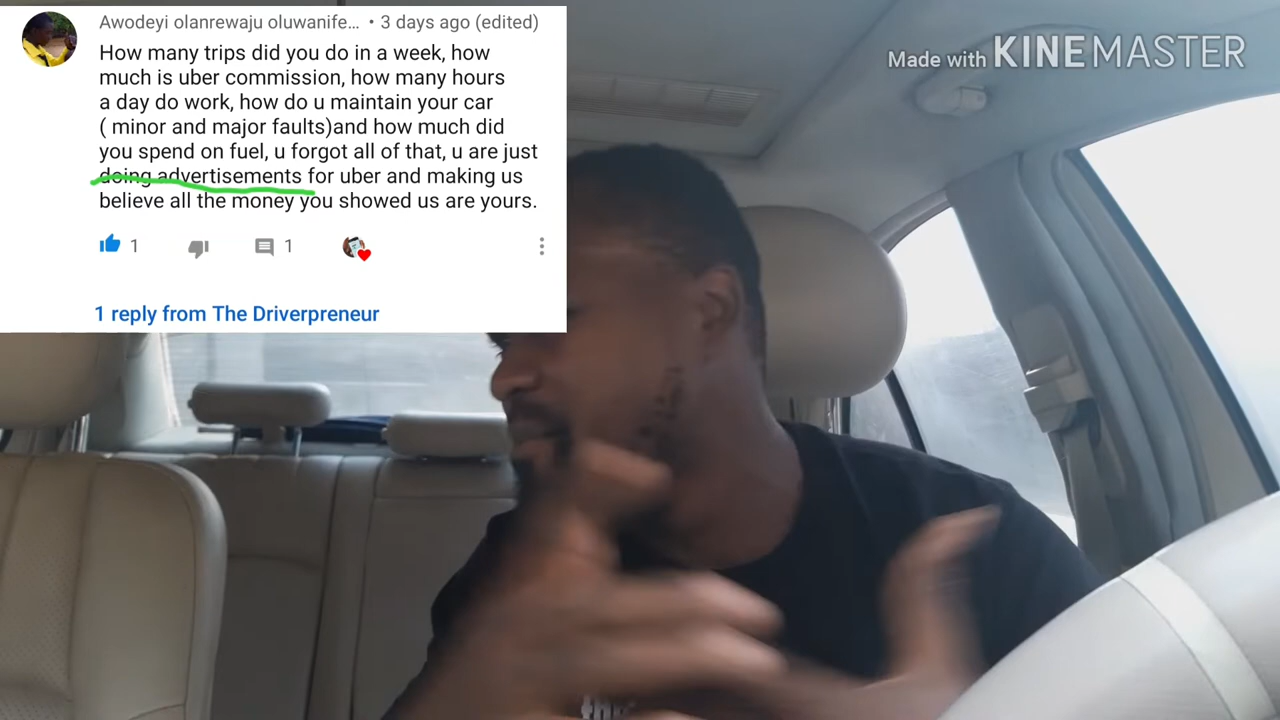 Awodeyi olanrewaju oluwanife... • 3 days ago (edited)
Made with KINEMASTER
How many trips did you do in a week, how
much is uber commission, how many hours
a day do work, how do u maintain your car
( minor and major faults)and how much did
you spend on fuel, u forgot all of that, u are just
doing advertisements for uber and making us
believe all the money you showed us are yours.
1
1
1 reply from The Driverpreneur